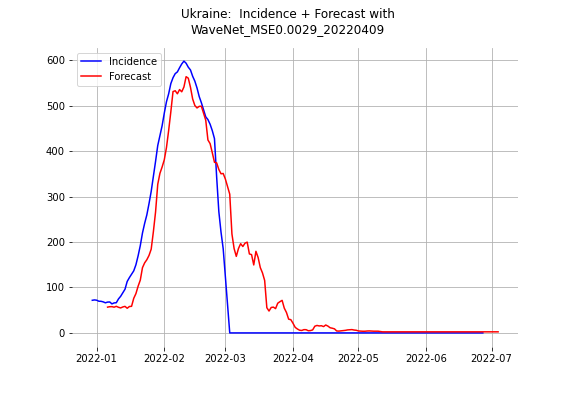 Ukraine:  Incidence + Forecast with
WaveNet_MSE0.0029_20220409
Incidence
Forecast
600
500
400
300
200
100
0
2022-01 2022-02 2022-03 2022-04 2022-05 2022-06 2022-07